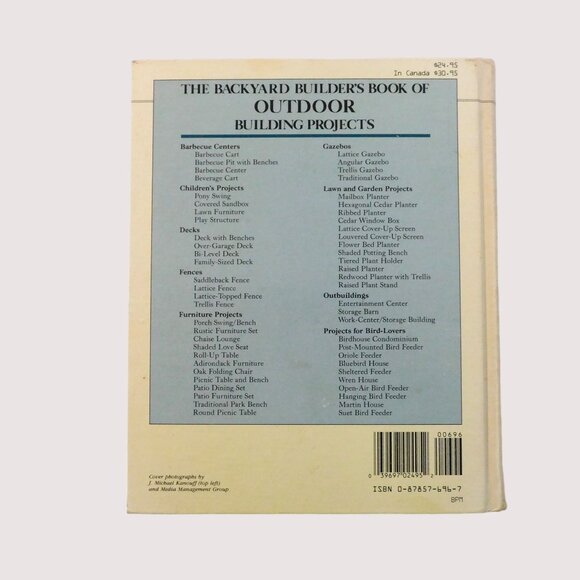 $24.95
In Canada $30.95
THE BACKYARD BUILDER'S BOOK OF
OUTDOOR
BUILDING PROJECTS
Barbecue Centers
Barbecue Cart
Barbecue Pit with Benches
Barbecue Center
Beverage Cart
Children's Projects
Pony Swing
Covered Sandbox
Lawn Furniture
Play Structure
Decks
Deck with Benches
Over-Garage Deck
Bi-Level Deck
Family-Sized Deck
Fences
Saddleback Fence
Lattice Fence
Lattice-Topped Fence
Trellis Fence
Furniture Projects
Porch Swing/Bench
Rustic Furniture Set
Chaise Lounge
Shaded Love Seat
Roll-Up Table
Adirondack Furniture
Oak Folding Chair
Picnic Table and Bench
Patio Dining Set
Patio Furniture Set
Traditional Park Bench
Round Picnic Table
Gazebos
Lattice Gazebo
Angular Gazebo
Trellis Gazebo
Traditional Gazebo
Lawn and Garden Projects
Mailbox Planter
Hexagonal Cedar Planter
Ribbed Planter
Cedar Window Box
Lattice Cover-Up Screen
Louvered Cover-Up Screen
Flower Bed Planter
Shaded Potting Bench
Tiered Plant Holder
Raised Planter
Redwood Planter with Trellis
Raised Plant Stand
Outbuildings
Entertainment Center
Storage Barn
Work-Center/Storage Building
Projects for Bird-Lovers
Birdhouse Condominium
Post-Mounted Bird Feeder
Oriole Feeder
Bluebird House
Sheltered Feeder
Wren House
Open-Air Bird Feeder
Hanging Bird Feeder
Martin House
Suet Bird Feeder
Cover photographs by
J. Michael Kanouff (top left)
and Madia Management Group
00696
0 39697 02495 2
ISBN 0-87857-696-7
BPM